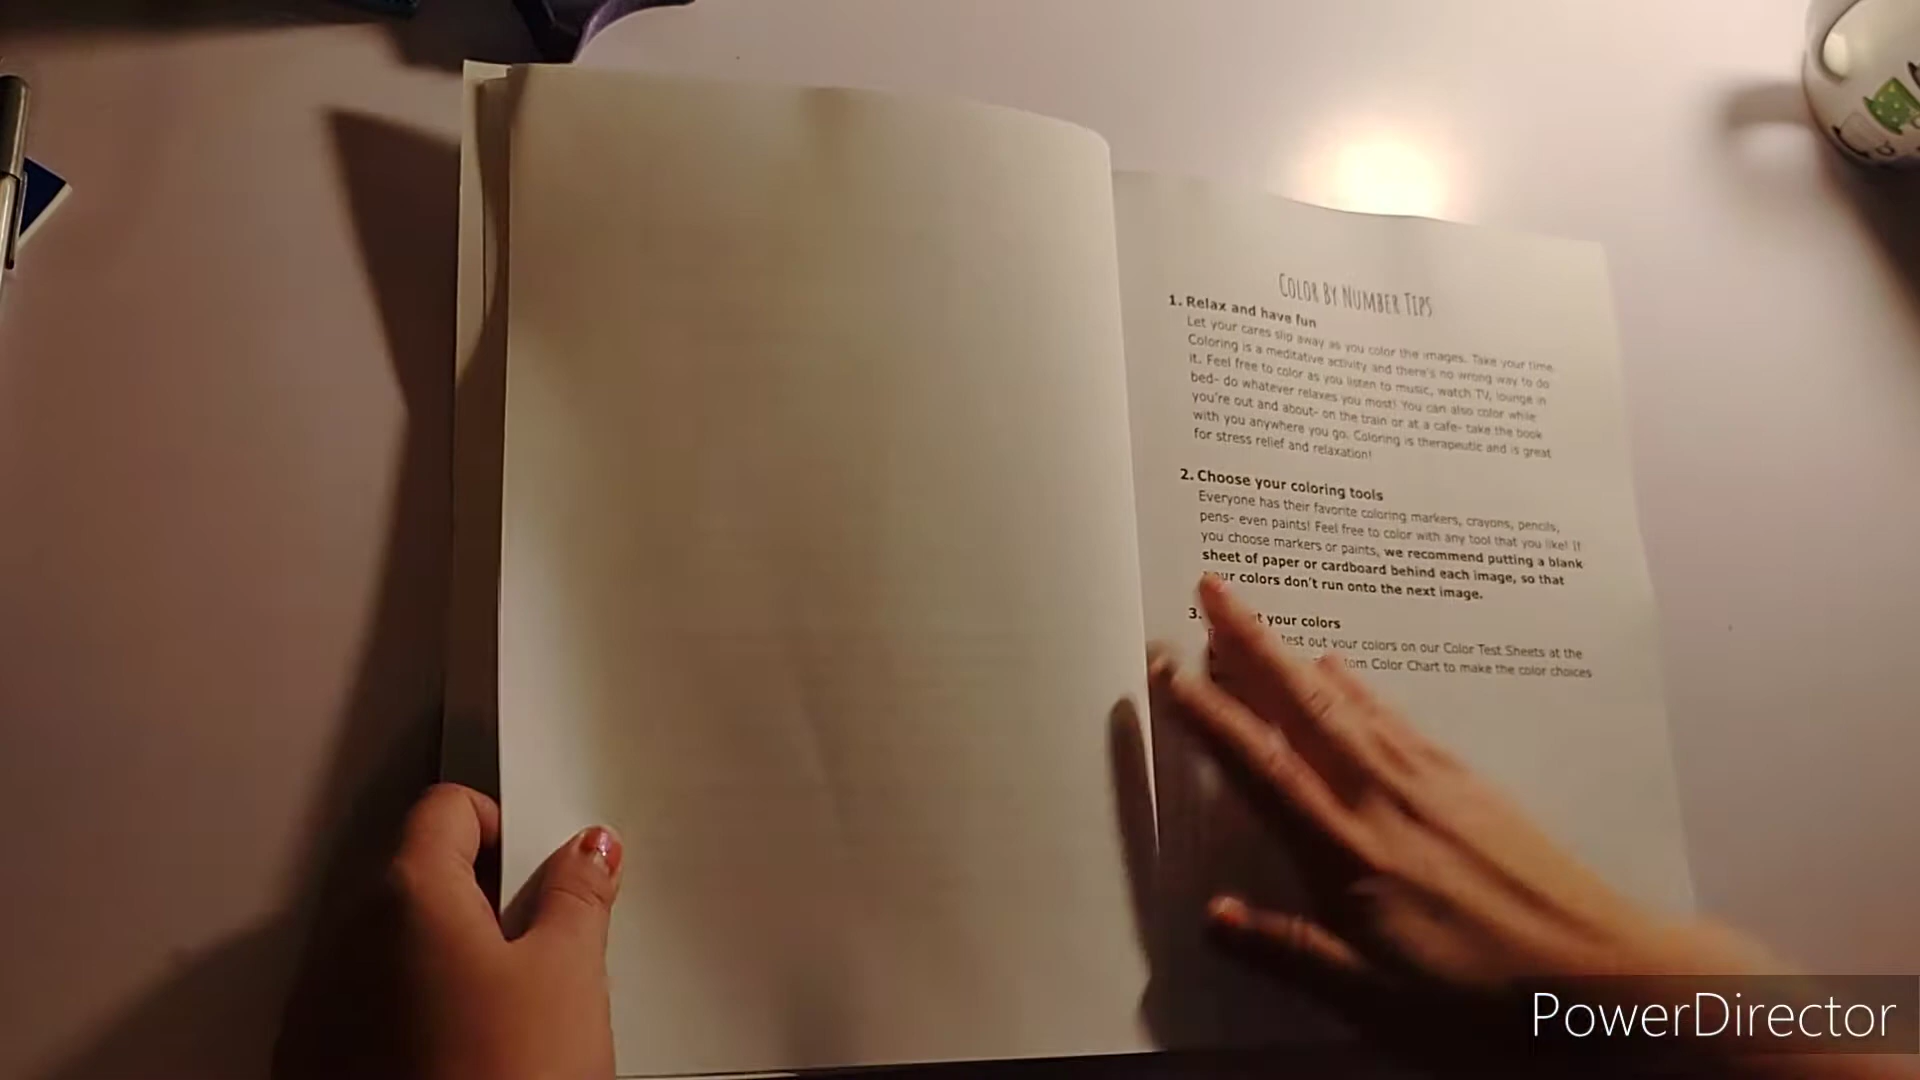 COLOR BY NUMBER TIPS
1. Relax and have fun
Let your cares slip away as you color the images. Take your time.
Coloring is a meditative activity and there's no wrong way to do
it. Feel free to color as you listen to music, watch TV, lounge in
bed- do whatever relaxes you most! You can also color while
you're out and about- on the train or at a cafe- take the book
with you anywhere you go. Coloring is therapeutic and is great
for stress relief and relaxation!
2. Choose your coloring tools
Everyone has their favorite coloring markers, crayons, pencils,
pens- even paints! Feel free to color with any tool that you like! If
you choose markers or paints, we recommend putting a blank
sheet of paper or cardboard behind each image, so that
your colors don't run onto the next image.
3. your colors
test out your colors on our Color Test Sheets at the
Color Chart to make the color choices
PowerDirector